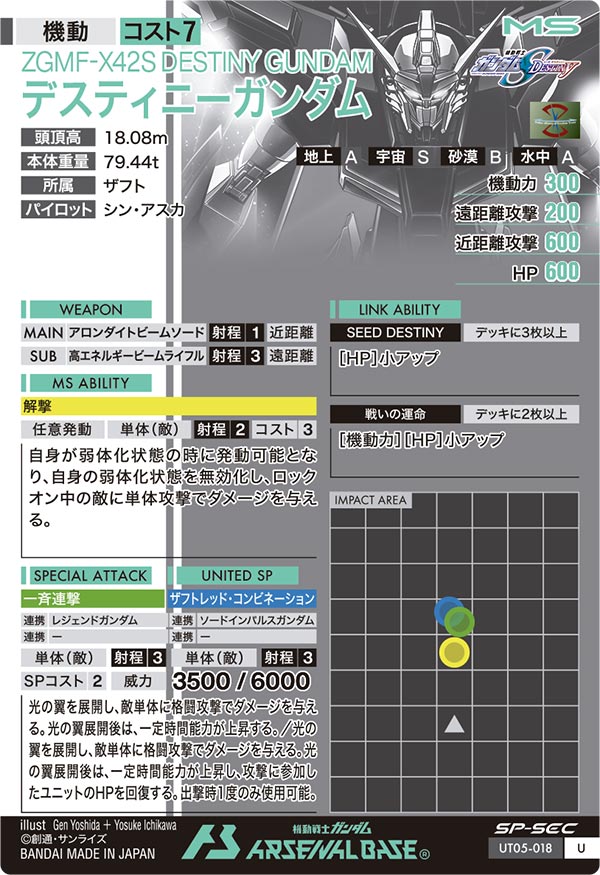 機動 コスト7
MS
ZGMF-X42S DESTINY GUNDAM
デスティニーガンダム
機動戦士 ガンダム SEED DESTINY
頭頂高 18.08m
本体重量 79.44t
所属 ザフト
パイロット シン・アスカ
地上 A 宇宙 S 砂漠 B 水中 A
機動力 300
遠距離攻撃 200
近距離攻撃 600
HP 600
WEAPON
MAIN アロンダイトビームソード 射程 1 近距離
SUB 高エネルギービームライフル 射程 3 遠距離
MS ABILITY
解撃
任意発動 単体(敵) 射程 2 コスト 3
自身が弱体化状態の時に発動可能とな
り、自身の弱体化状態を無効化し、ロック
オン中の敵に単体攻撃でダメージを与え
る。
LINK ABILITY
SEED DESTINY デッキに3枚以上
[HP]小アップ
戦いの運命 デッキに2枚以上
[機動力][HP]小アップ
IMPACT AREA
SPECIAL ATTACK UNITED SP
一斉連撃 ザフトレッド・コンビネーション
連携 レジェンドガンダム 連携 ソードインパルスガンダム
連携 ー 連携 ー
単体(敵) 射程 3 単体(敵) 射程 3
SPコスト 2 威力 3500 / 6000
光の翼を展開し、敵単体に格闘攻撃でダメージを与え
る。光の翼展開後は、一定時間能力が上昇する。/光の
翼を展開し、敵単体に格闘攻撃でダメージを与える。光
の翼展開後は、一定時間能力が上昇し、攻撃に参加し
たユニットのHPを回復する。出撃時1度のみ使用可能。
illust Gen Yoshida + Yosuke Ichikawa
©創通・サンライズ
BANDAI MADE IN JAPAN
機動戦士ガンダム
AB ARSENAL BASE®
SP-SEC
UT05-018 U